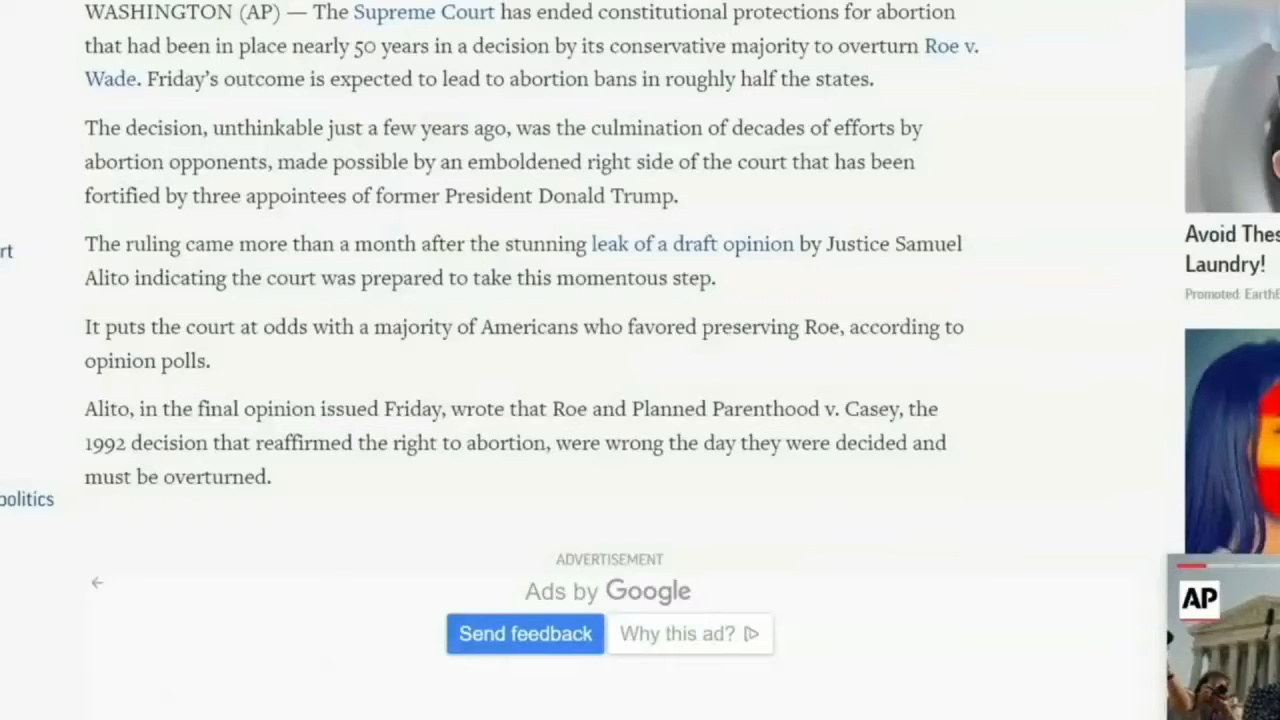 WASHINGTON (AP) — The Supreme Court has ended constitutional protections for abortion
that had been in place nearly 50 years in a decision by its conservative majority to overturn Roe v.
Wade. Friday's outcome is expected to lead to abortion bans in roughly half the states.
The decision, unthinkable just a few years ago, was the culmination of decades of efforts by
abortion opponents, made possible by an emboldened right side of the court that has been
fortified by three appointees of former President Donald Trump.
The ruling came more than a month after the stunning leak of a draft opinion by Justice Samuel
Alito indicating the court was prepared to take this momentous step.
It puts the court at odds with a majority of Americans who favored preserving Roe, according to
opinion polls.
Alito, in the final opinion issued Friday, wrote that Roe and Planned Parenthood v. Casey, the
1992 decision that reaffirmed the right to abortion, were wrong the day they were decided and
must be overturned.
ADVERTISEMENT
Ads by Google
Send feedback
Why this ad?
rt
politics
Avoid Thes
Laundry!
Promoted: EarthB
AP